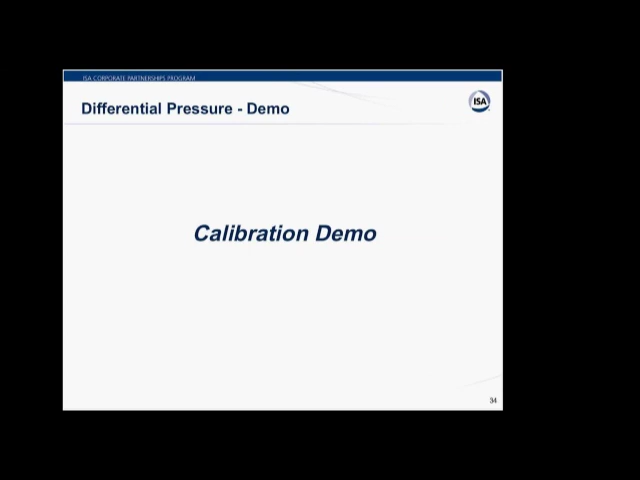 ISA CORPORATE PARTNERSHIPS PROGRAM
Differential Pressure - Demo
ISA
Calibration Demo
34